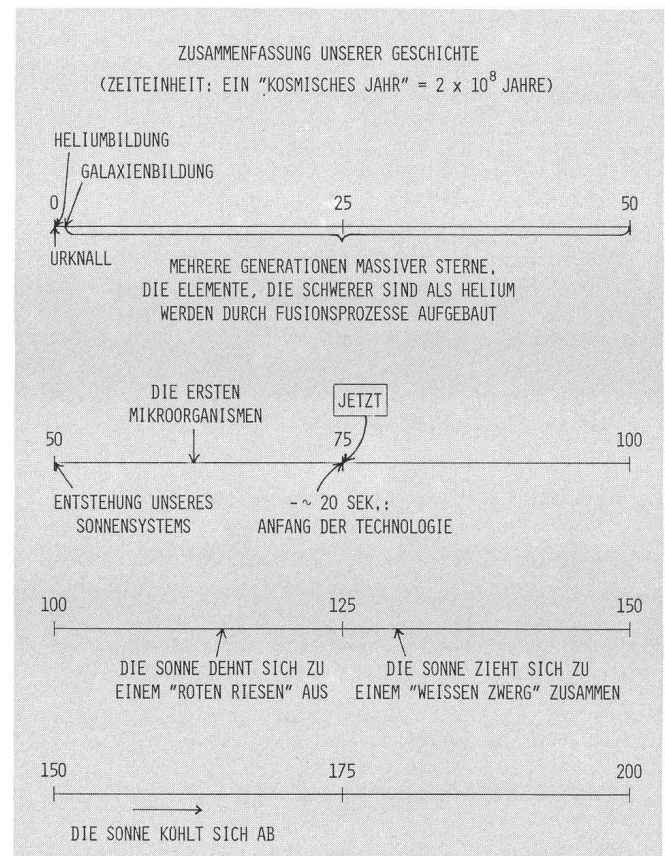 ZUSAMMENFASSUNG UNSERER GESCHICHTE
(ZEITEINHEIT: EIN "KOSMISCHES JAHR" = 2 x 10⁸ JAHRE)
HELIUMBILDUNG
GALAXIENBILDUNG
0 25 50
URKNALL
MEHRERE GENERATIONEN MASSIVER STERNE.
DIE ELEMENTE, DIE SCHWERER SIND ALS HELIUM
WERDEN DURCH FUSIONSPROZESSE AUFGEBAUT
DIE ERSTEN
MIKROORGANISMEN
JETZT
50 75 100
ENTSTEHUNG UNSERES
SONNENSYSTEMS
-~ 20 SEK.:
ANFANG DER TECHNOLOGIE
100 125 150
DIE SONNE DEHNT SICH ZU
EINEM "ROTEN RIESEN" AUS
DIE SONNE ZIEHT SICH ZU
EINEM "WEISSEN ZWERG" ZUSAMMEN
150 175 200
DIE SONNE KÜHLT SICH AB